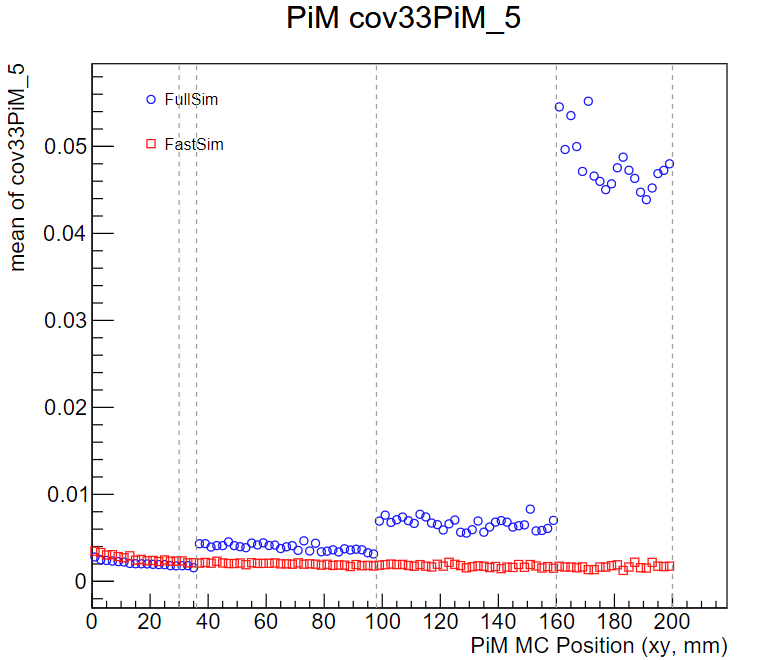 PiM cov33PiM_5
mean of cov33PiM_5
FullSim
FastSim
0.05
0.04
0.03
0.02
0.01
0
0 20 40 60 80 100 120 140 160 180 200
PiM MC Position (xy, mm)